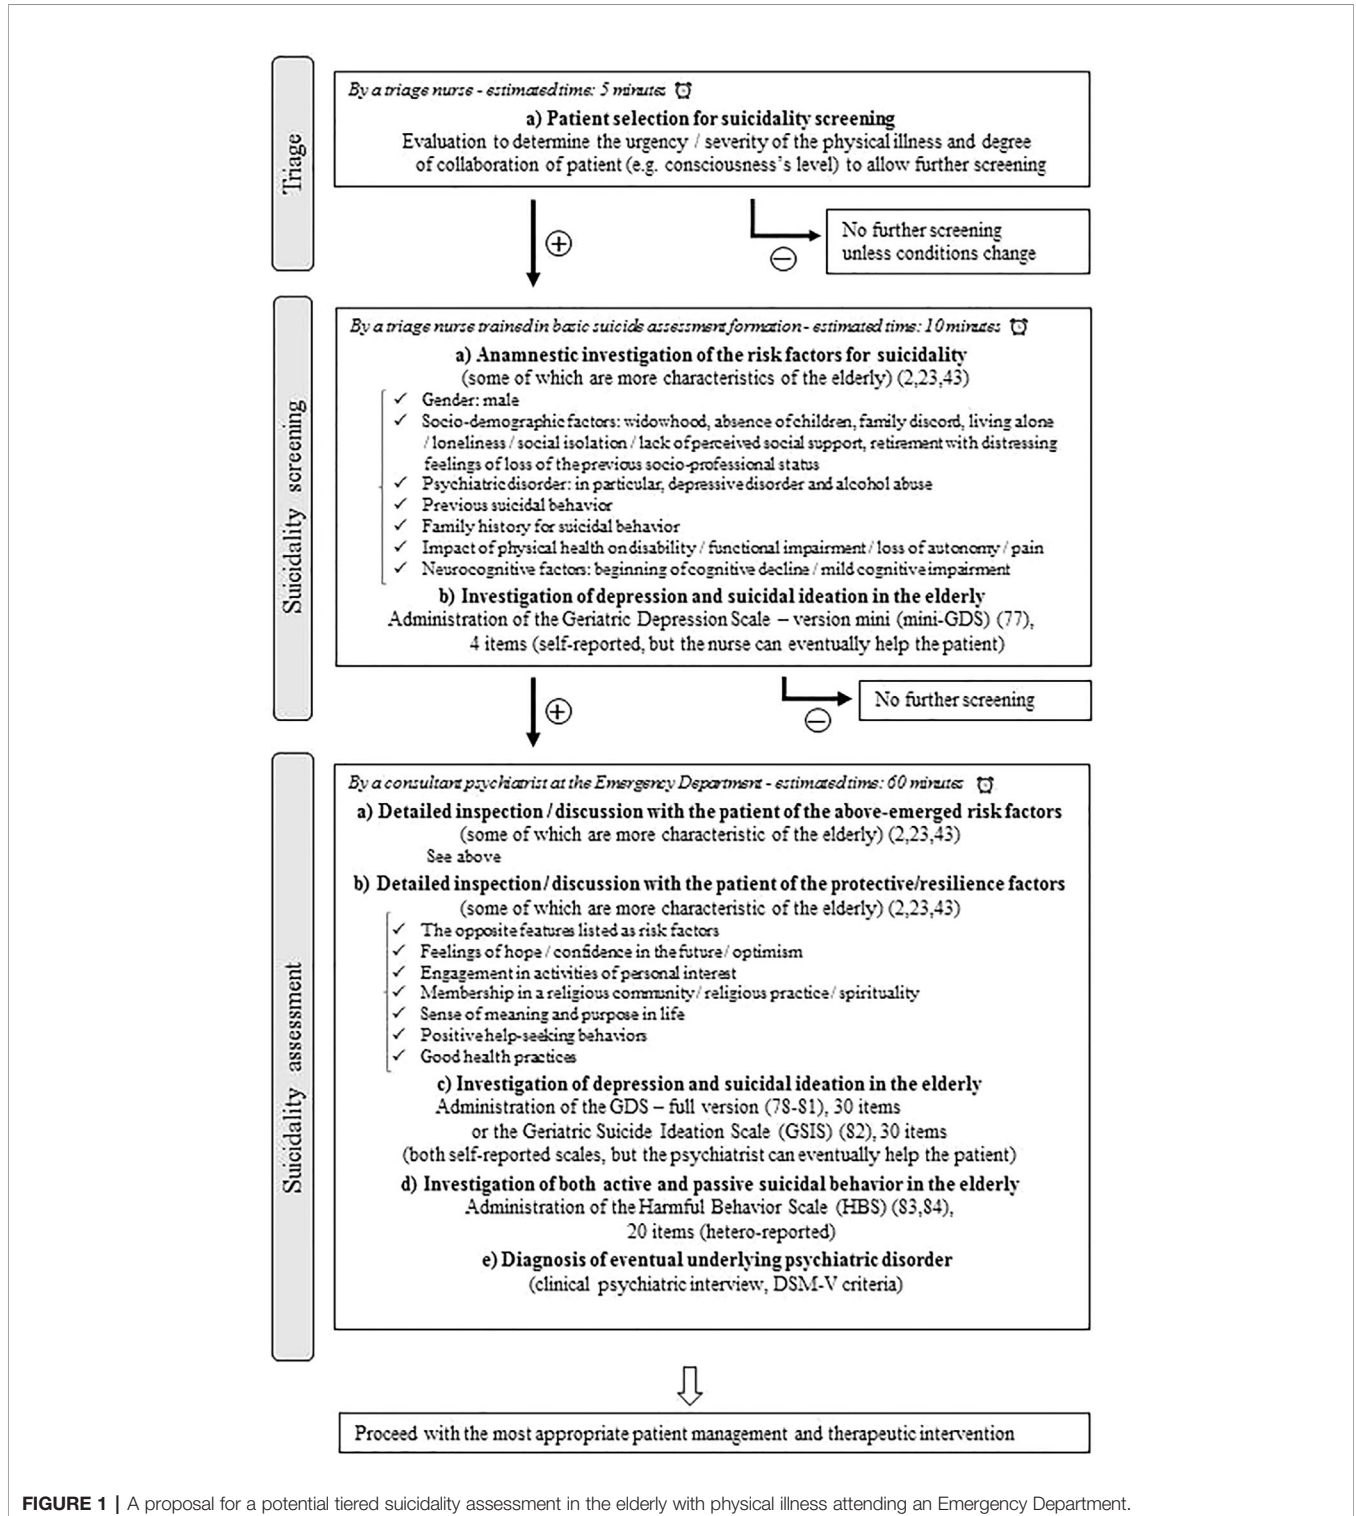 Triage
By a triage nurse - estimated time: 5 minutes
a) Patient selection for suicidality screening
Evaluation to determine the urgency / severity of the physical illness and degree
of collaboration of patient (e.g. consciousness's level) to allow further screening
+
−
No further screening
unless conditions change
Suicidality screening
By a triage nurse trained in basic suicide assessment formation - estimated time: 10 minutes
a) Anamnestic investigation of the risk factors for suicidality
(some of which are more characteristics of the elderly) (2,23,43)
✓ Gender: male
✓ Socio-demographic factors: widowhood, absence of children, family discord, living alone
/ loneliness / social isolation / lack of perceived social support, retirement with distressing
feelings of loss of the previous socio-professional status
✓ Psychiatric disorder: in particular, depressive disorder and alcohol abuse
✓ Previous suicidal behavior
✓ Family history for suicidal behavior
✓ Impact of physical health on disability / functional impairment / loss of autonomy / pain
✓ Neurocognitive factors: beginning of cognitive decline / mild cognitive impairment
b) Investigation of depression and suicidal ideation in the elderly
Administration of the Geriatric Depression Scale – version mini (mini-GDS) (77),
4 items (self-reported, but the nurse can eventually help the patient)
+
−
No further screening
Suicidality assessment
By a consultant psychiatrist at the Emergency Department - estimated time: 60 minutes
a) Detailed inspection / discussion with the patient of the above-emerged risk factors
(some of which are more characteristic of the elderly) (2,23,43)
See above
b) Detailed inspection / discussion with the patient of the protective/resilience factors
(some of which are more characteristic of the elderly) (2,23,43)
✓ The opposite features listed as risk factors
✓ Feelings of hope / confidence in the future / optimism
✓ Engagement in activities of personal interest
✓ Membership in a religious community / religious practice / spirituality
✓ Sense of meaning and purpose in life
✓ Positive help-seeking behaviors
✓ Good health practices
c) Investigation of depression and suicidal ideation in the elderly
Administration of the GDS – full version (78-81), 30 items
or the Geriatric Suicide Ideation Scale (GSIS) (82), 30 items
(both self-reported scales, but the psychiatrist can eventually help the patient)
d) Investigation of both active and passive suicidal behavior in the elderly
Administration of the Harmful Behavior Scale (HBS) (83,84),
20 items (hetero-reported)
e) Diagnosis of eventual underlying psychiatric disorder
(clinical psychiatric interview, DSM-V criteria)
Proceed with the most appropriate patient management and therapeutic intervention
FIGURE 1 | A proposal for a potential tiered suicidality assessment in the elderly with physical illness attending an Emergency Department.